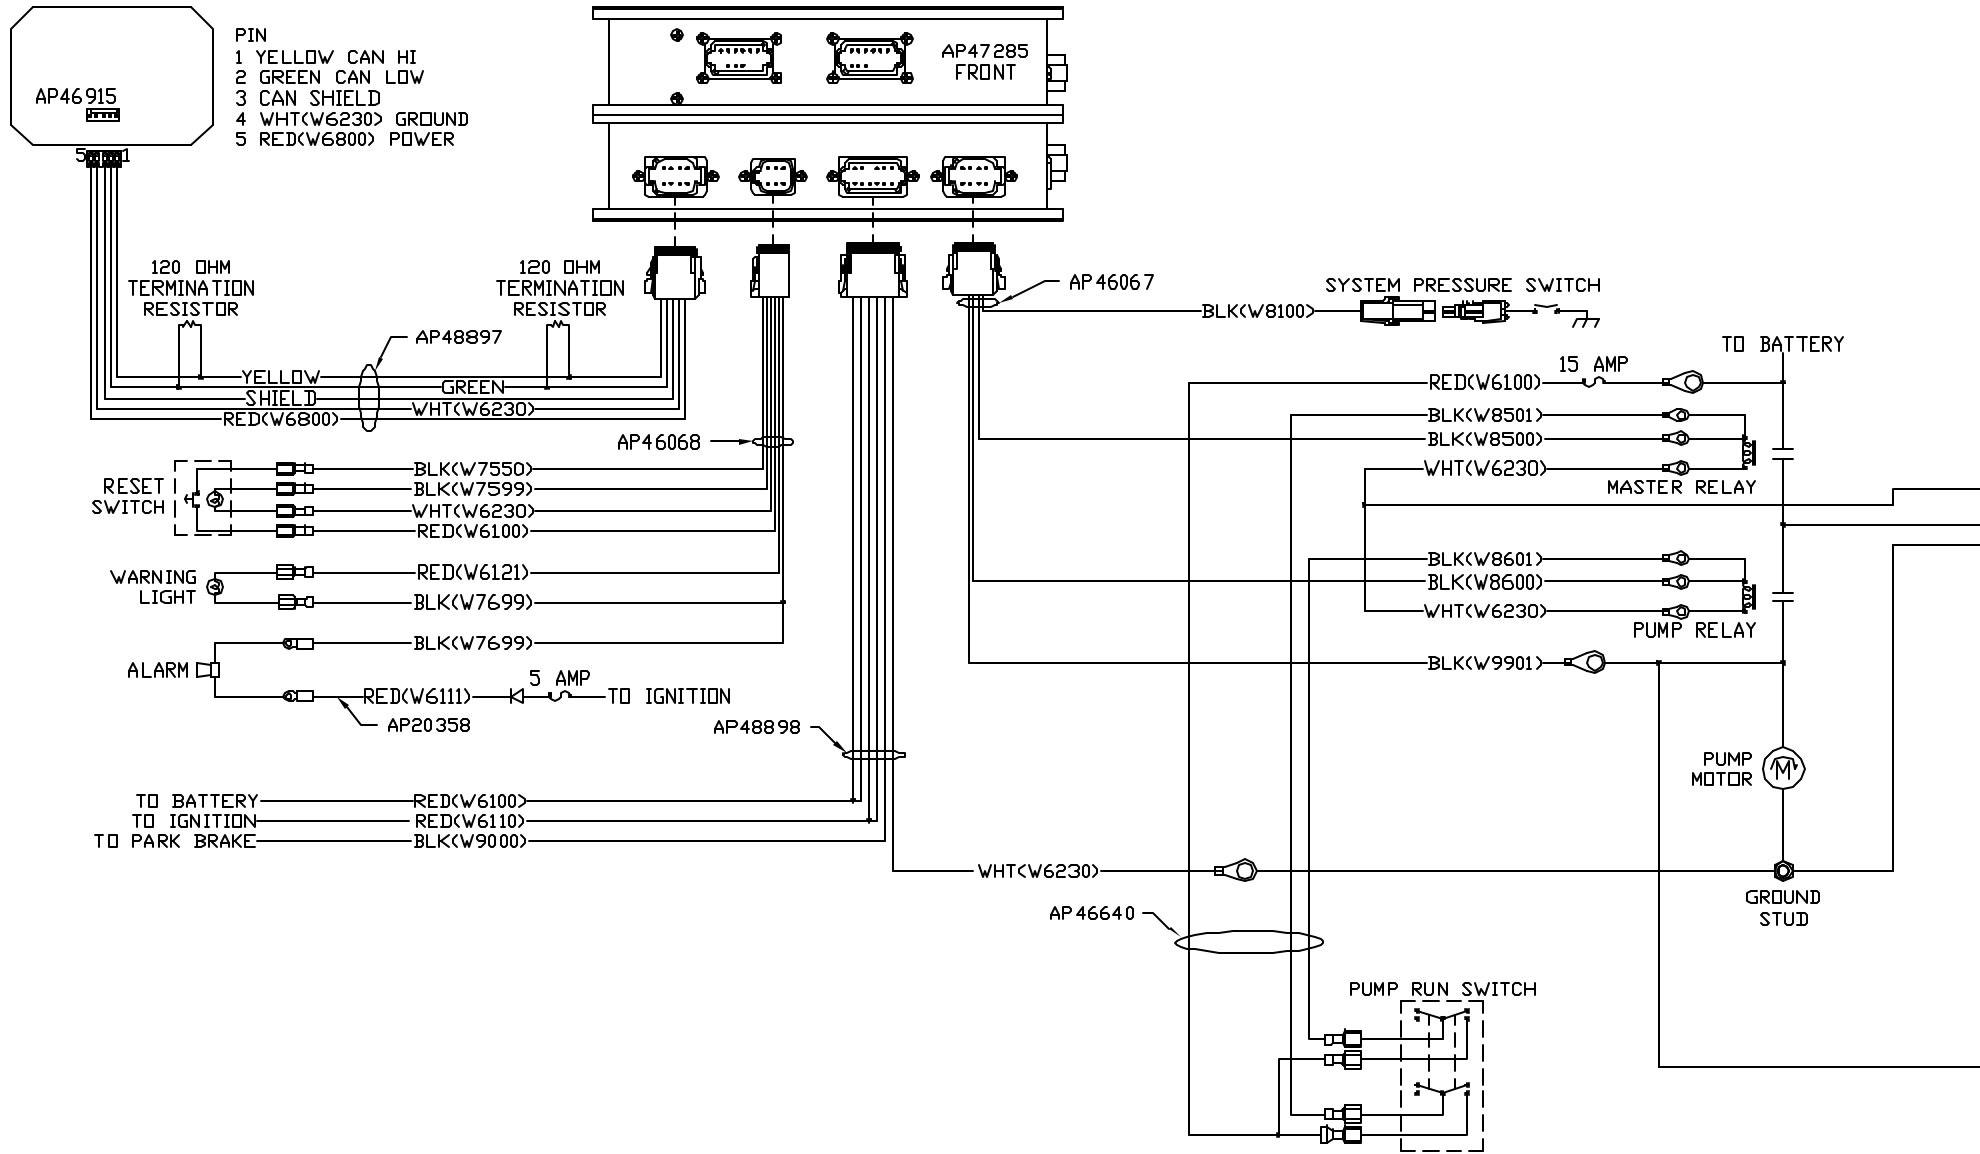 PIN
1 YELLOW CAN HI
2 GREEN CAN LOW
3 CAN SHIELD
4 WHT(W6230) GROUND
5 RED(W6800) POWER
AP46915
5
1
AP47285
FRONT
120 OHM
TERMINATION
RESISTOR
120 OHM
TERMINATION
RESISTOR
AP48897
YELLOW
GREEN
SHIELD
WHT(W6230)
RED(W6800)
AP46068
RESET
SWITCH
BLK(W7550)
BLK(W7599)
WHT(W6230)
RED(W6100)
WARNING
LIGHT
RED(W6121)
BLK(W7699)
ALARM
BLK(W7699)
RED(W6111)
5 AMP
TO IGNITION
AP20358
AP48898
TO BATTERY
RED(W6100)
TO IGNITION
RED(W6110)
TO PARK BRAKE
BLK(W9000)
AP46067
BLK(W8100)
SYSTEM PRESSURE SWITCH
TO BATTERY
15 AMP
RED(W6100)
BLK(W8501)
BLK(W8500)
WHT(W6230)
MASTER RELAY
BLK(W8601)
BLK(W8600)
WHT(W6230)
PUMP RELAY
BLK(W9901)
PUMP
MOTOR
M
WHT(W6230)
GROUND
STUD
AP46640
PUMP RUN SWITCH